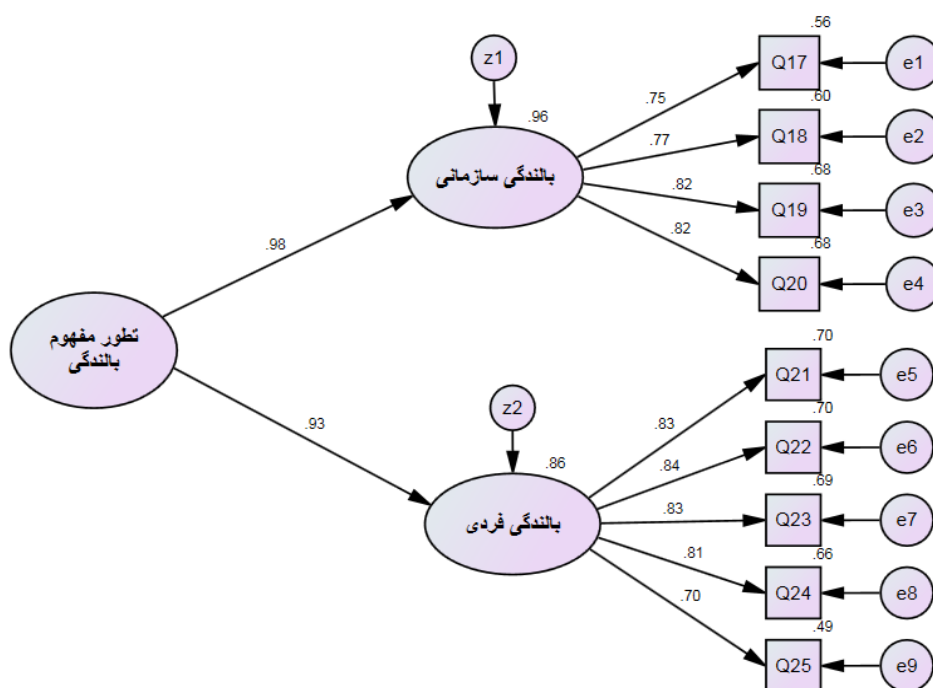 .56
z1
Q17
e1
.75
.60
.96
Q18
e2
.77
بالندگی سازمانی
.68
.82
Q19
e3
.68
.82
.98
Q20
e4
تطور مفهوم
بالندگی
.70
Q21
e5
z2
.70
.93
.83
Q22
e6
.86
.84
.69
بالندگی فردی
.83
Q23
e7
.66
.81
Q24
e8
.70
.49
Q25
e9